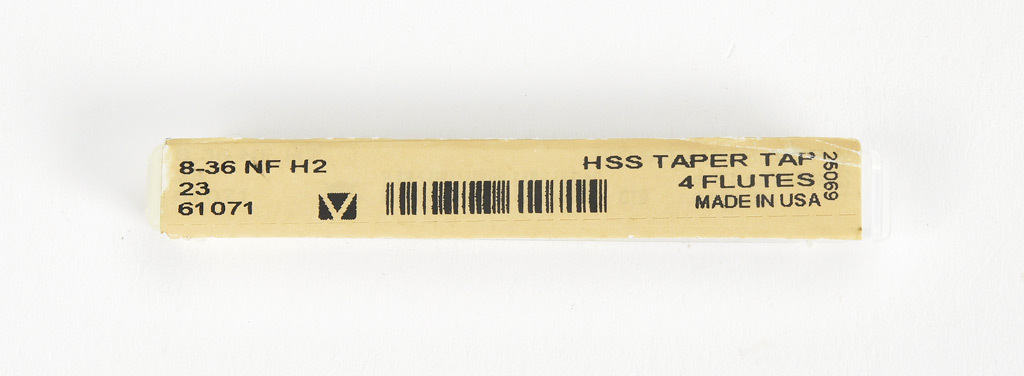 8-36 NF H2
23
61071
HSS TAPER TAP
4 FLUTES
MADE IN USA
25069